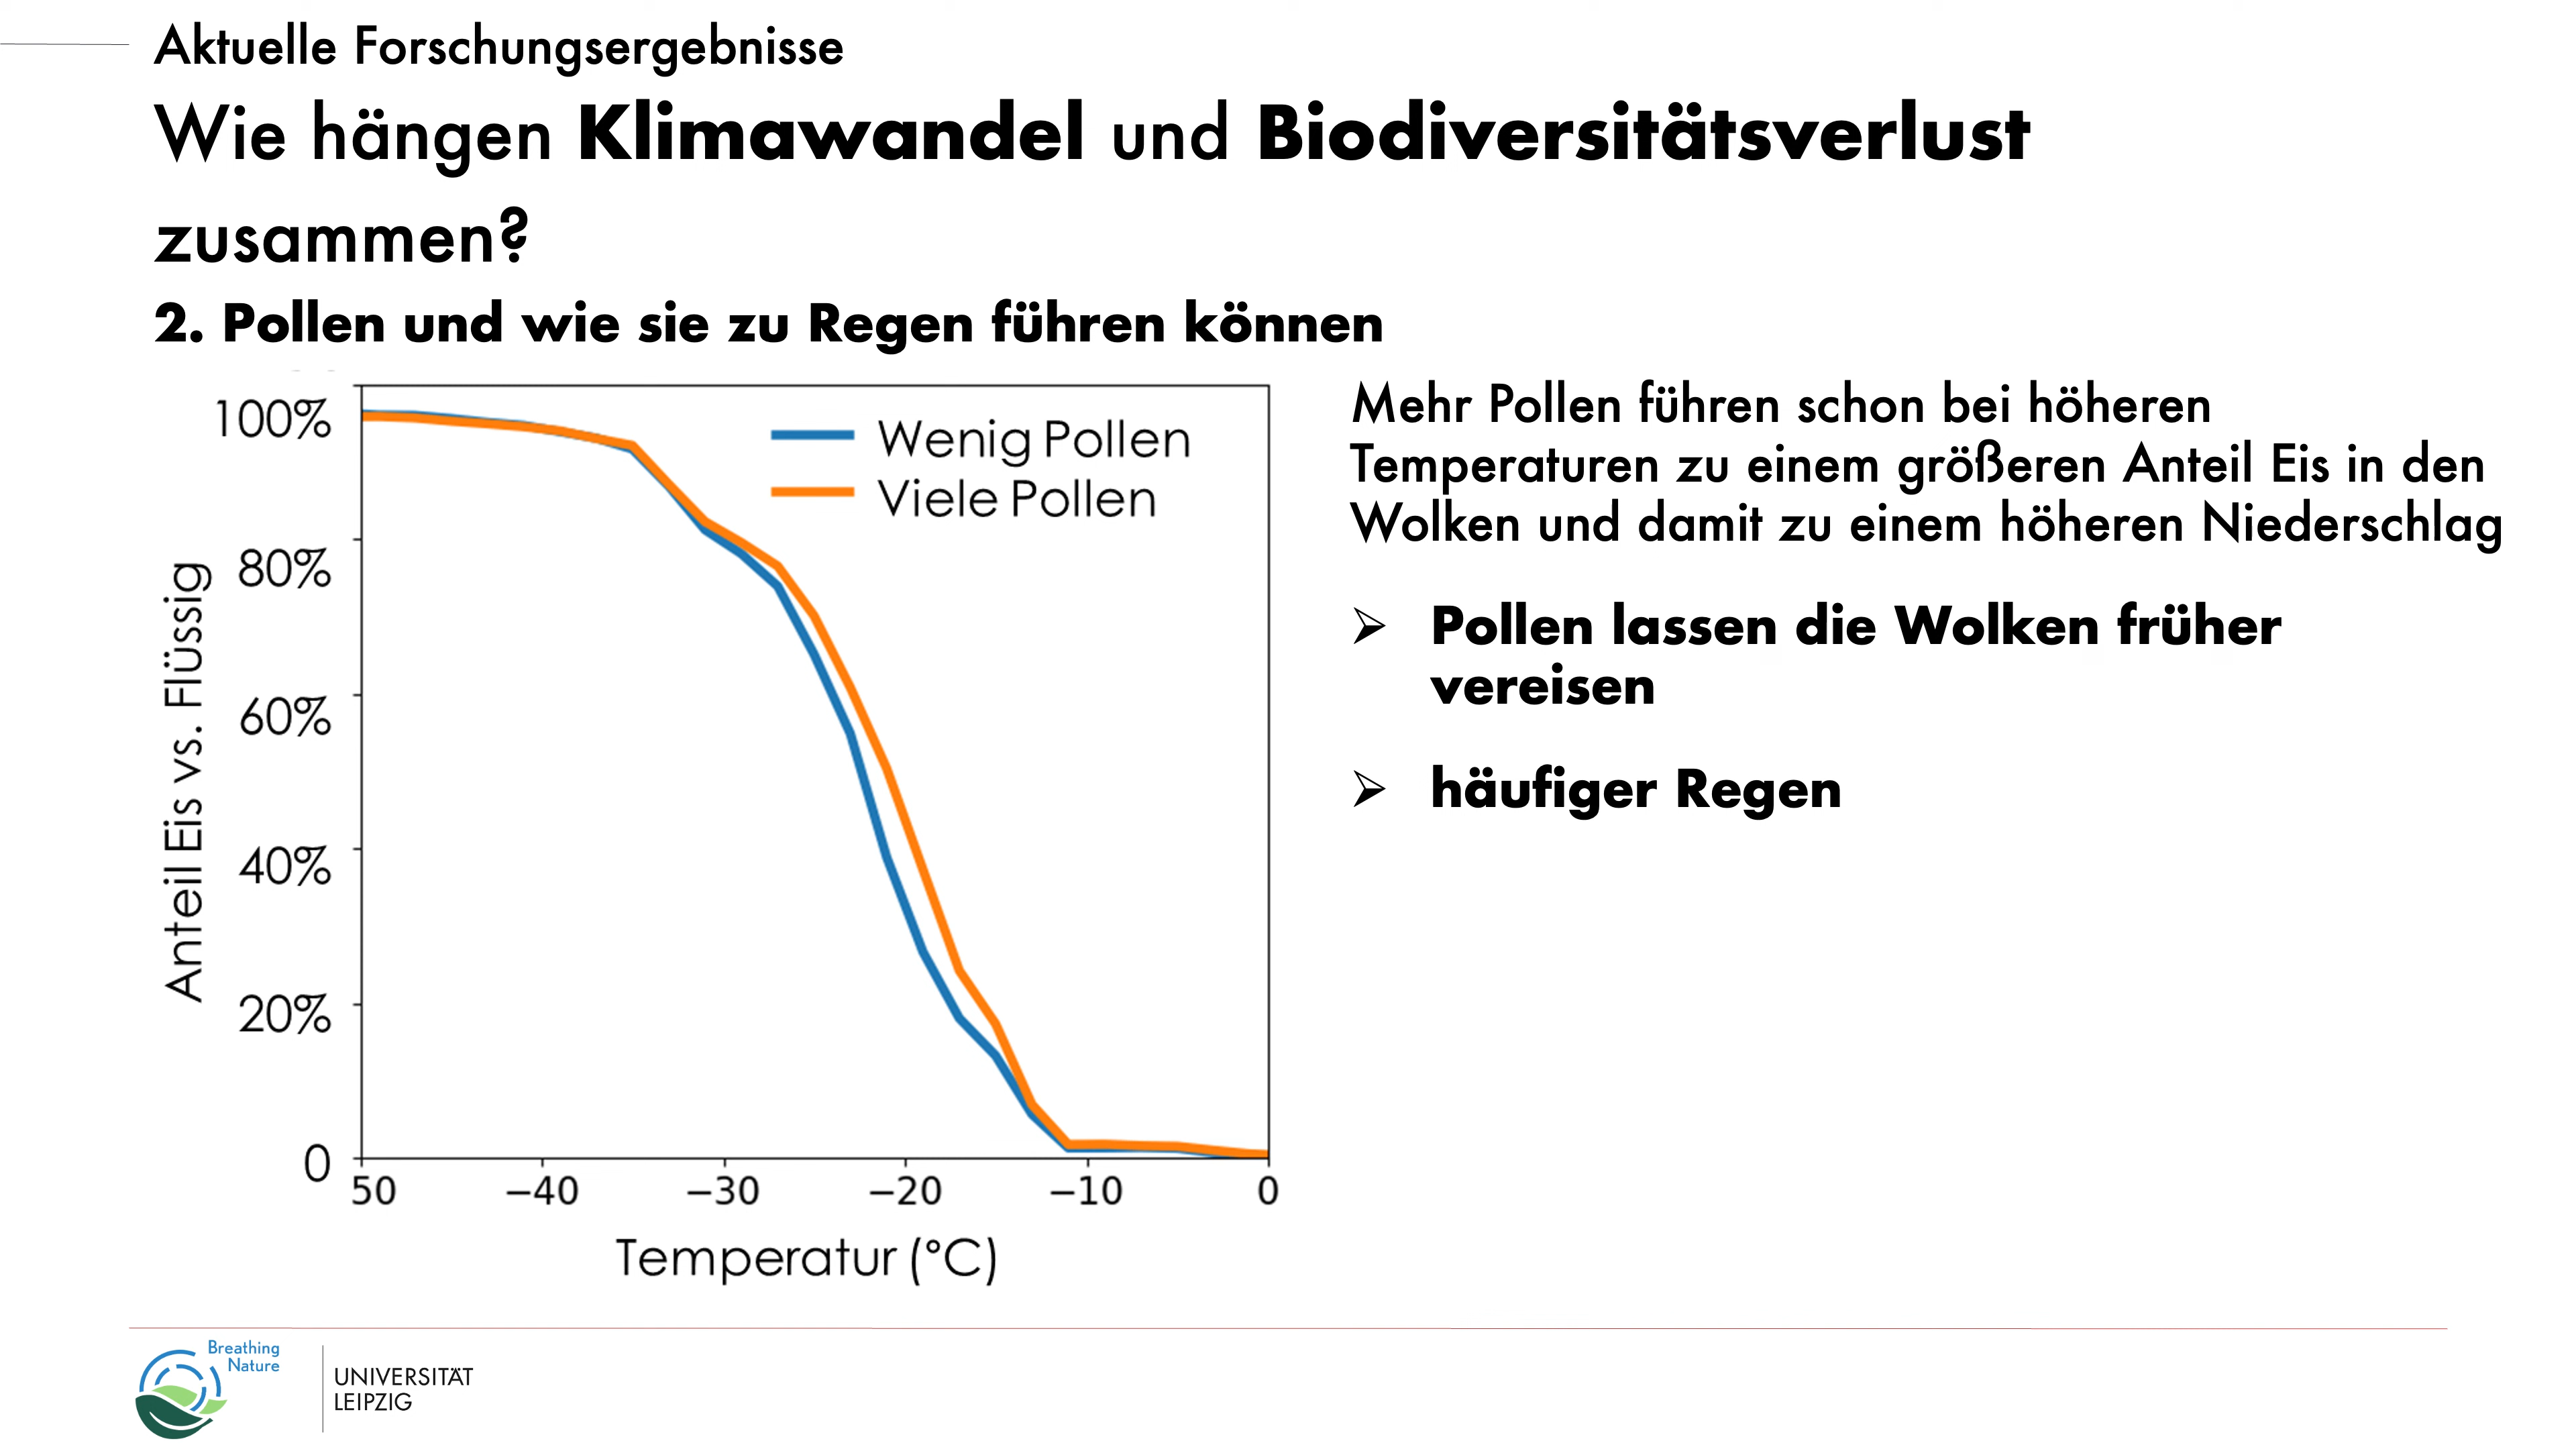 Aktuelle Forschungsergebnisse
Wie hängen Klimawandel und Biodiversitätsverlust
zusammen?
2. Pollen und wie sie zu Regen führen können
100%
80%
60%
40%
20%
0
Anteil Eis vs. Flüssig
Wenig Pollen
Viele Pollen
50 −40 −30 −20 −10 0
Temperatur (°C)
Mehr Pollen führen schon bei höheren
Temperaturen zu einem größeren Anteil Eis in den
Wolken und damit zu einem höheren Niederschlag
➢ Pollen lassen die Wolken früher
vereisen
➢ häufiger Regen
Breathing
Nature
UNIVERSITÄT
LEIPZIG